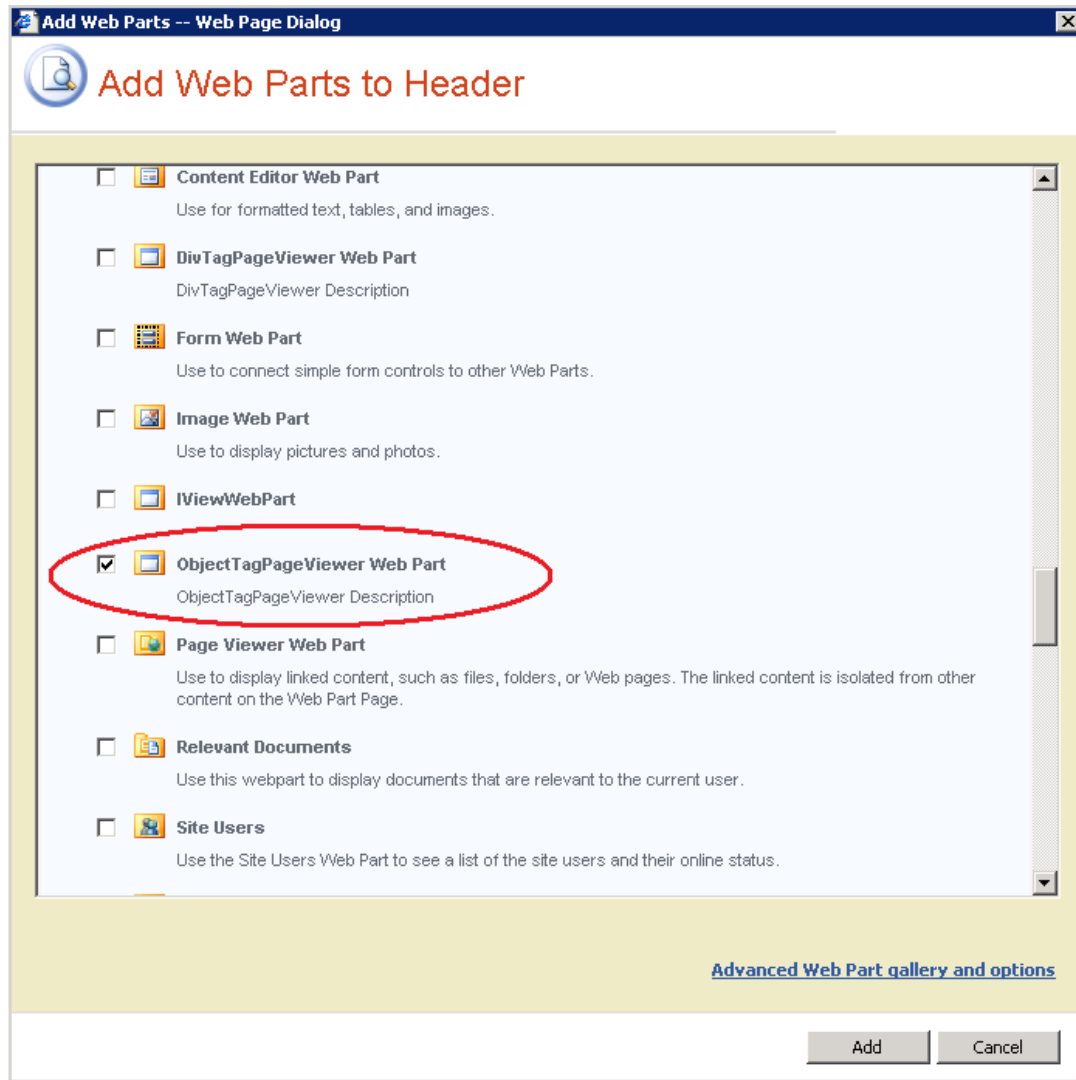 Add Web Parts -- Web Page Dialog
Add Web Parts to Header
Content Editor Web Part
Use for formatted text, tables, and images.
DivTagPageViewer Web Part
DivTagPageViewer Description
Form Web Part
Use to connect simple form controls to other Web Parts.
Image Web Part
Use to display pictures and photos.
IViewWebPart
ObjectTagPageViewer Web Part
ObjectTagPageViewer Description
Page Viewer Web Part
Use to display linked content, such as files, folders, or Web pages. The linked content is isolated from other
content on the Web Part Page.
Relevant Documents
Use this webpart to display documents that are relevant to the current user.
Site Users
Use the Site Users Web Part to see a list of the site users and their online status.
Advanced Web Part gallery and options
Add
Cancel